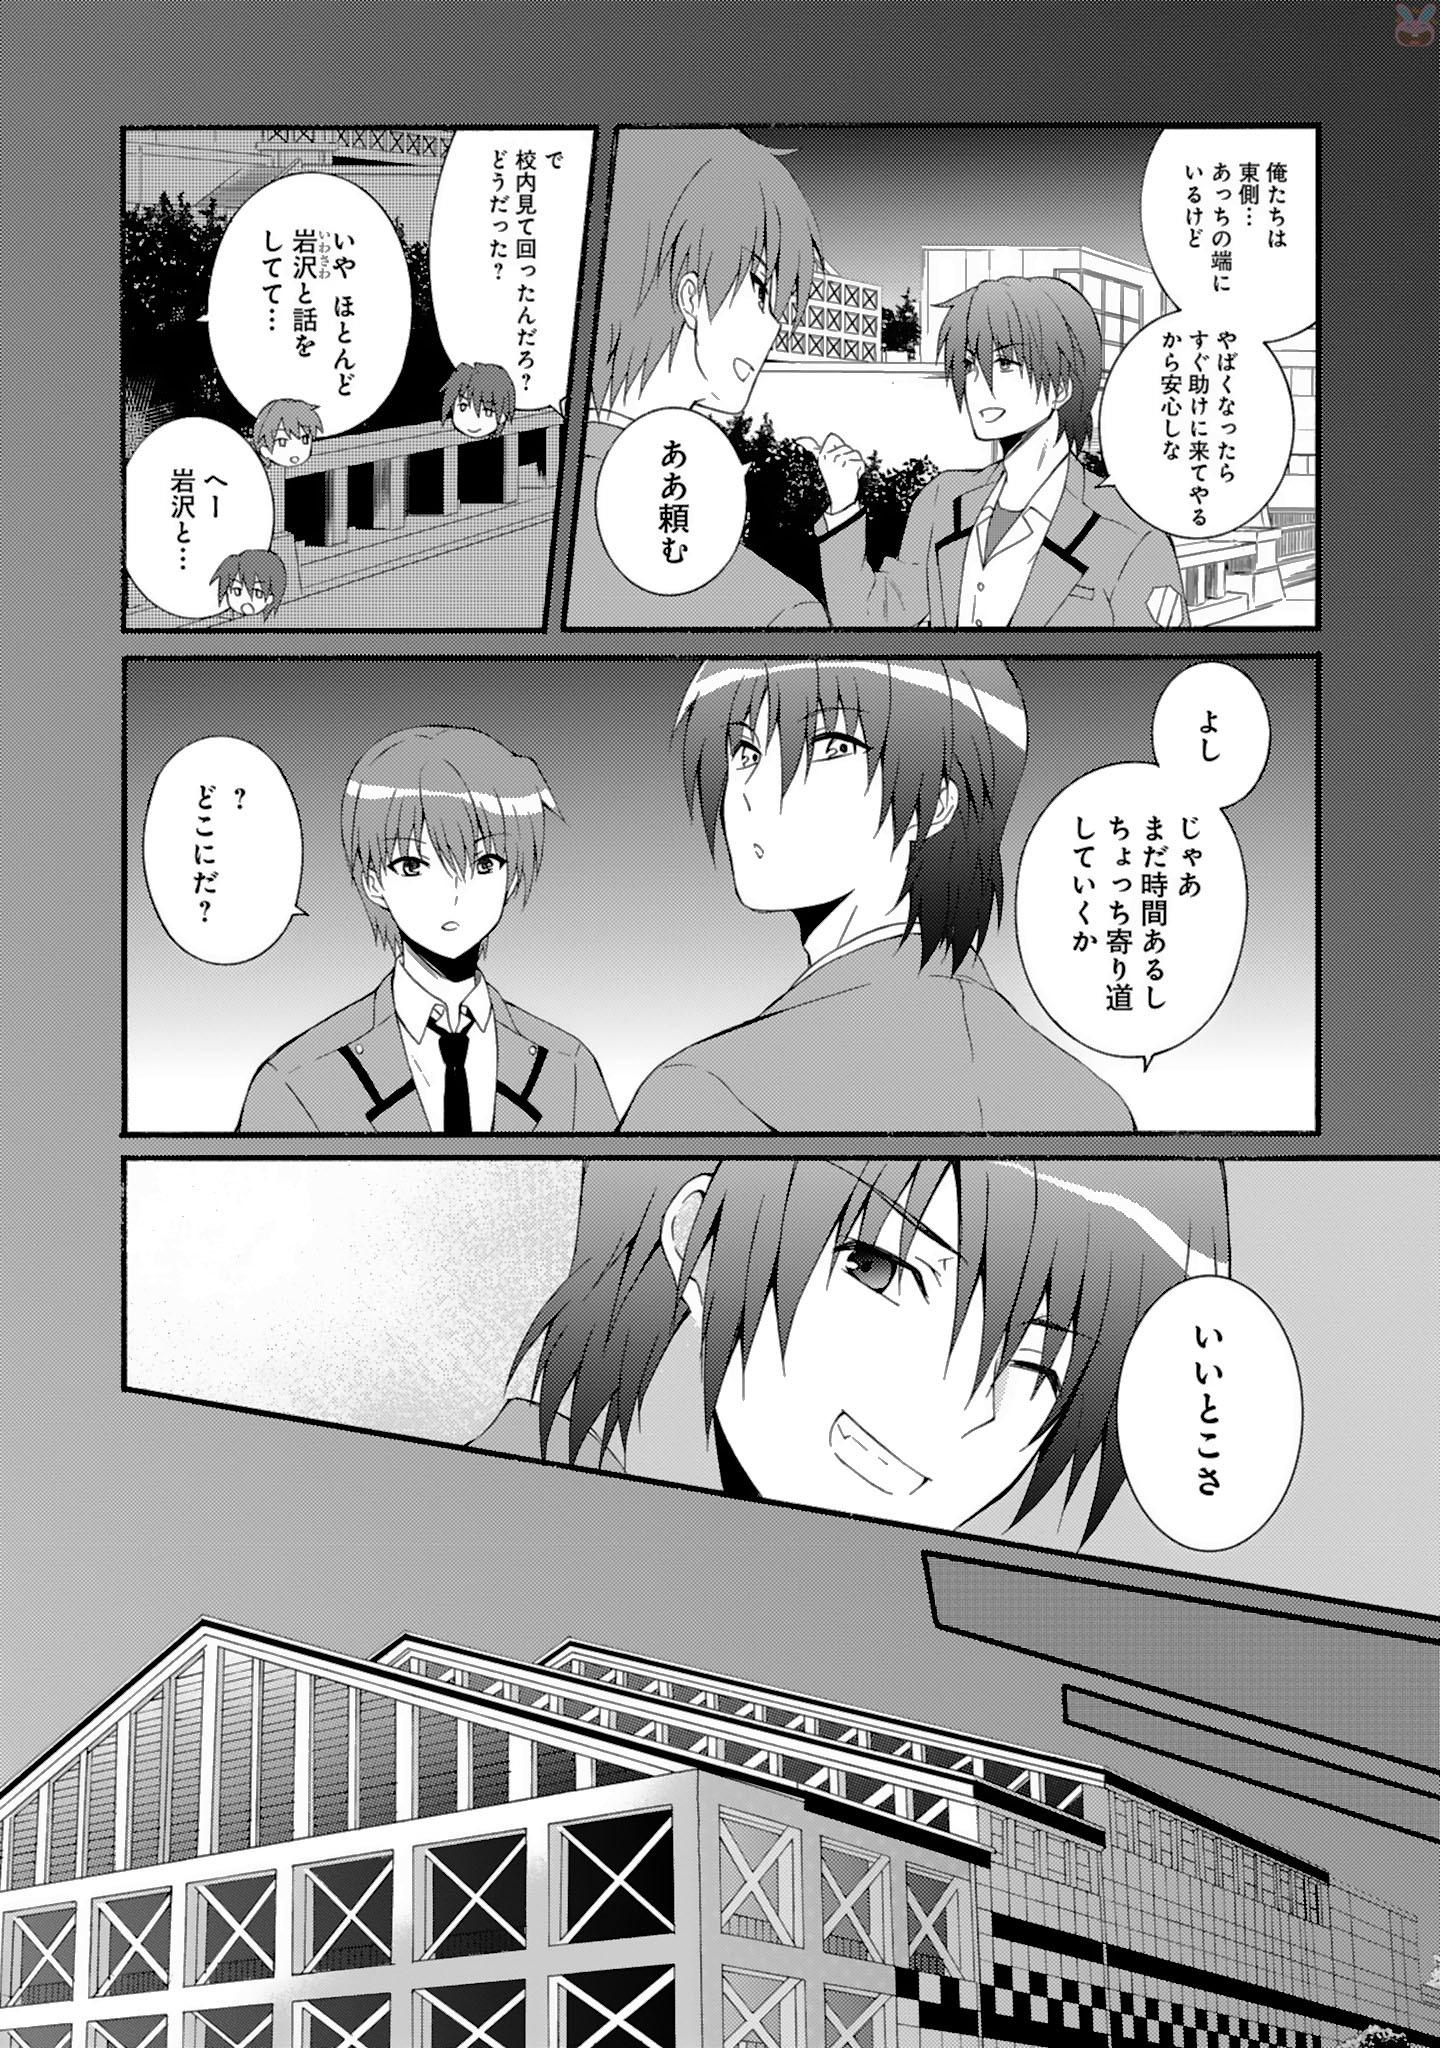 俺たちは
東側…
あっちの端に
いるけど
やばくなったら
すぐ助けに来てやる
から安心しな
ああ頼む
で
校内見て回ったんだろ?
どうだった?
いや ほとんど
岩沢と話を
いわさわ
してて…
へー
岩沢と…
よし
じゃあ
まだ時間あるし
ちょっち寄り道
していくか
?
どこにだ?
いいとこさ